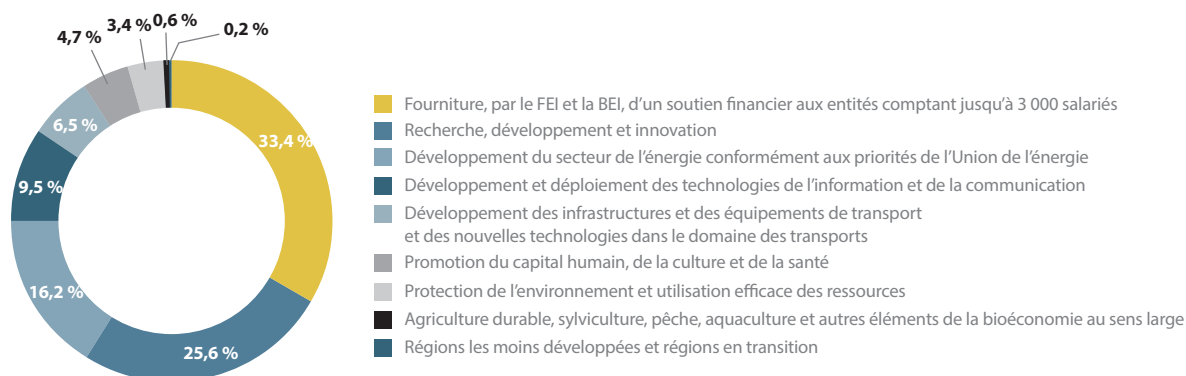 4,7 %
3,4 %
0,6 %
0,2 %
6,5 %
33,4 %
9,5 %
16,2 %
25,6 %
Fourniture, par le FEI et la BEI, d'un soutien financier aux entités comptant jusqu'à 3 000 salariés
Recherche, développement et innovation
Développement du secteur de l'énergie conformément aux priorités de l'Union de l'énergie
Développement et déploiement des technologies de l'information et de la communication
Développement des infrastructures et des équipements de transport
et des nouvelles technologies dans le domaine des transports
Promotion du capital humain, de la culture et de la santé
Protection de l'environnement et utilisation efficace des ressources
Agriculture durable, sylviculture, pêche, aquaculture et autres éléments de la bioéconomie au sens large
Régions les moins développées et régions en transition